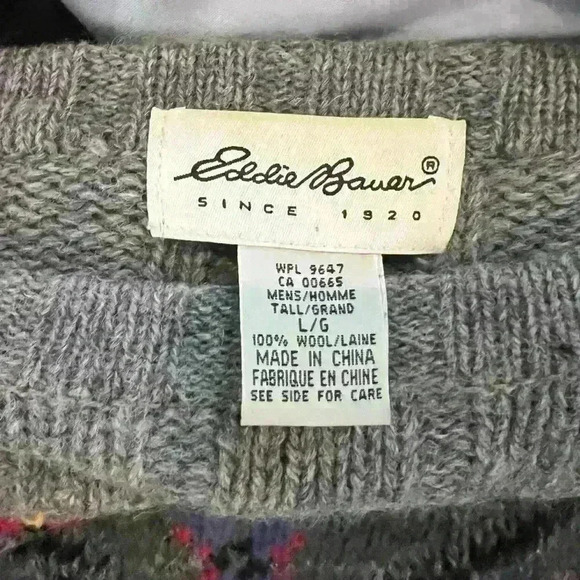 Eddie Bauer®
SINCE 1920
WPL 9647
CA 00665
MENS/HOMME
TALL/GRAND
L/G
100% WOOL/LAINE
MADE IN CHINA
FABRIQUE EN CHINE
SEE SIDE FOR CARE